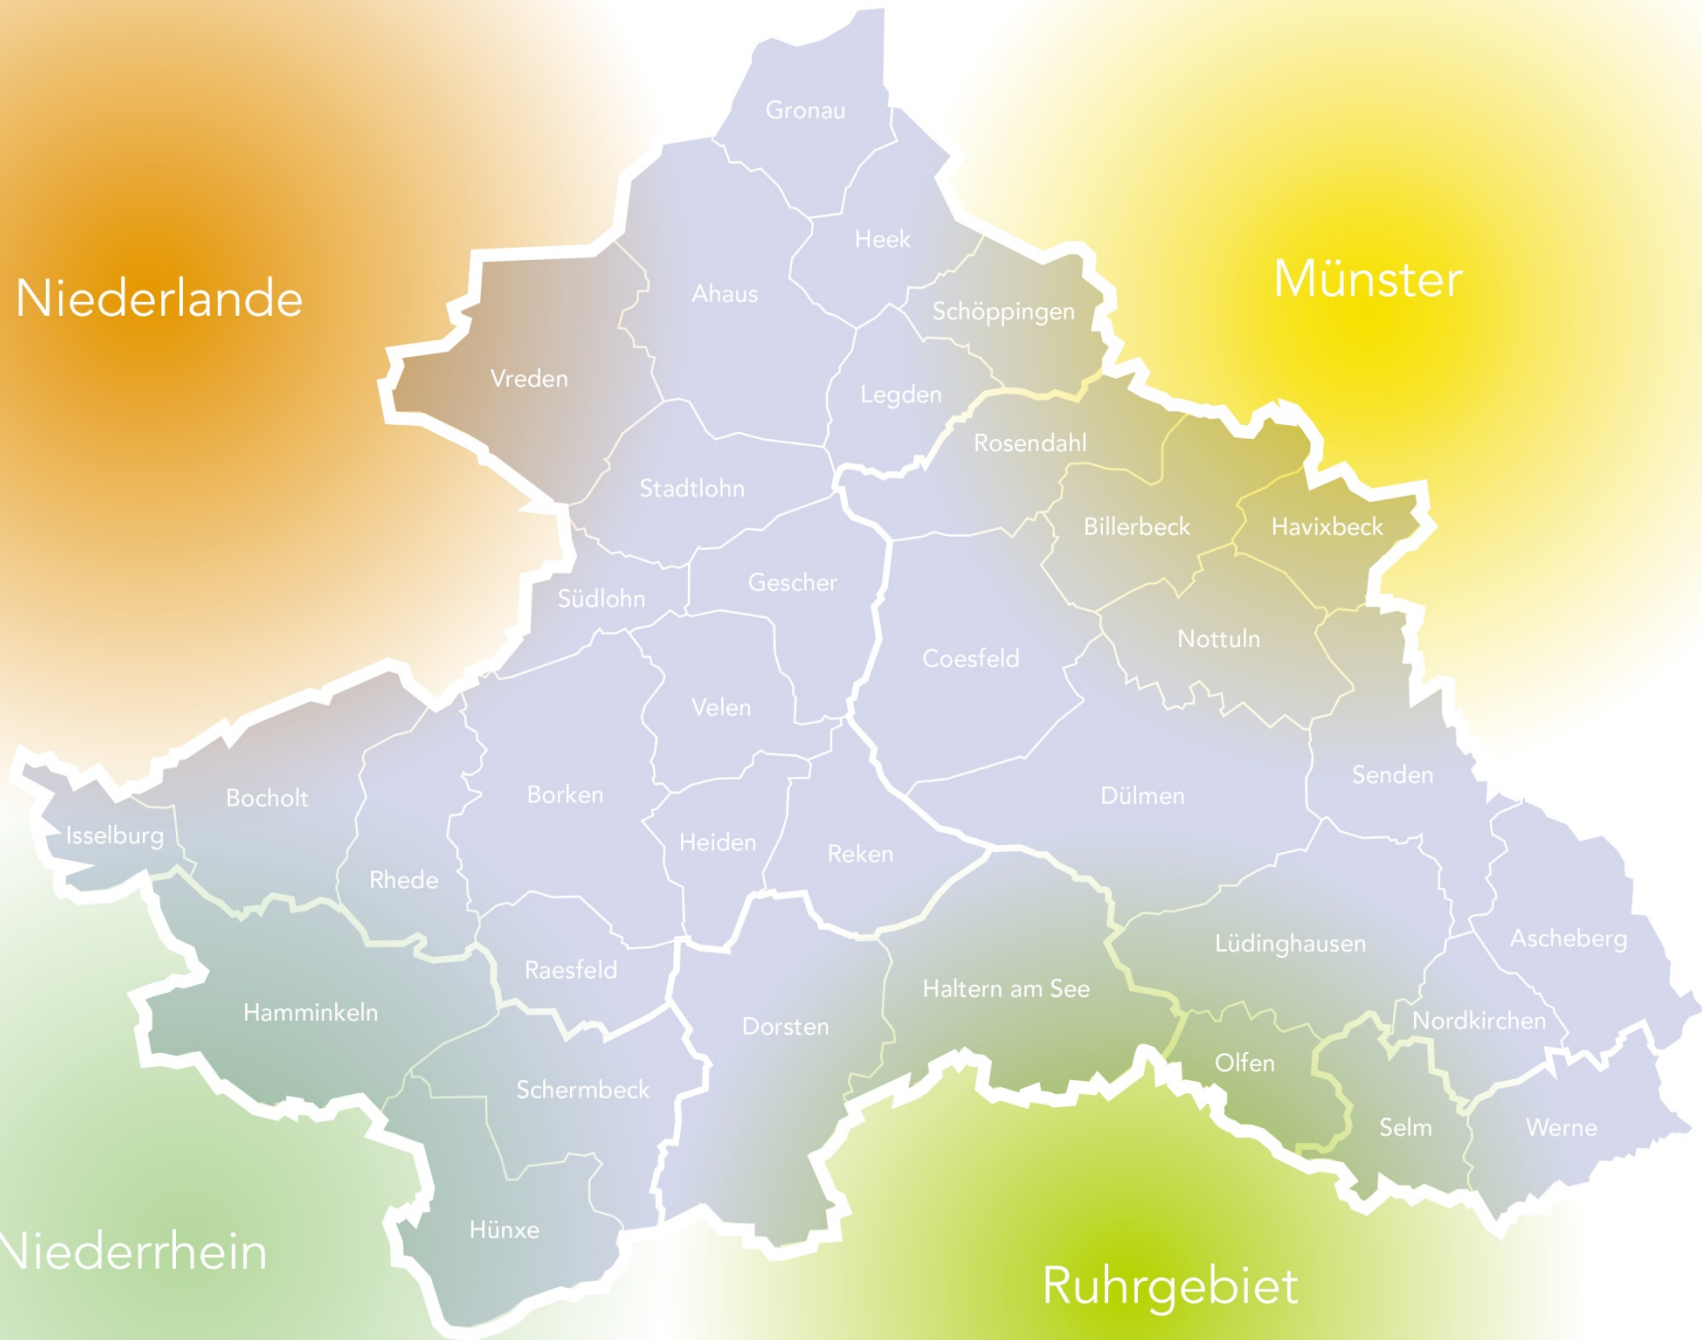 Gronau
Heek
Niederlande
Münster
Ahaus
Schöppingen
Vreden
Legden
Rosendahl
Stadtlohn
Billerbeck
Havixbeck
Gescher
Südlohn
Nottuln
Coesfeld
Velen
Senden
Bocholt
Borken
Dülmen
Isselburg
Heiden
Reken
Rhede
Lüdinghausen
Ascheberg
Raesfeld
Haltern am See
Hamminkeln
Dorsten
Nordkirchen
Olfen
Schermbeck
Selm
Werne
Hünxe
Niederrhein
Ruhrgebiet